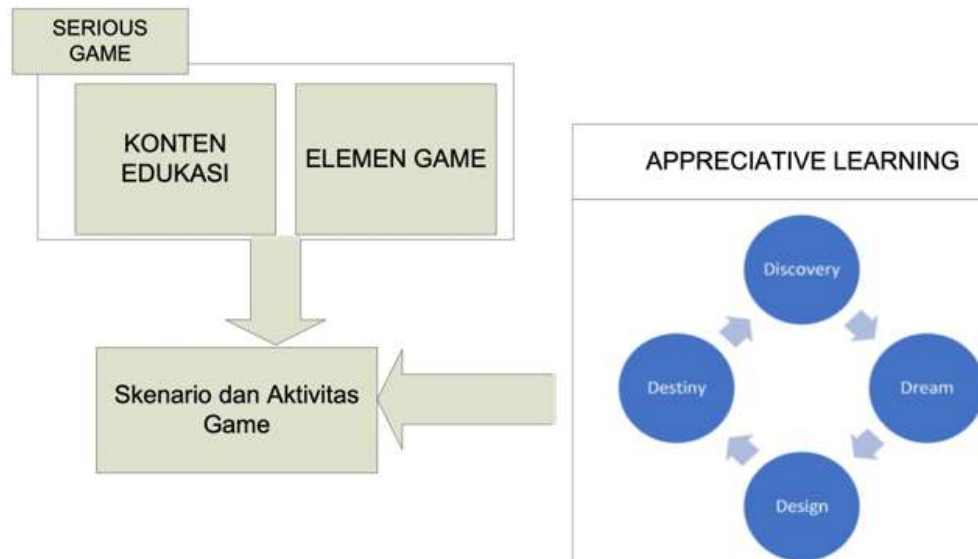 SERIOUS
GAME
KONTEN
EDUKASI
ELEMEN GAME
Skenario dan Aktivitas
Game
APPRECIATIVE LEARNING
Discovery
Dream
Design
Destiny